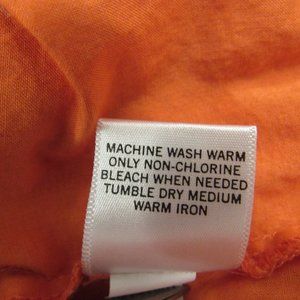 MACHINE WASH WARM
ONLY NON-CHLORINE
BLEACH WHEN NEEDED
TUMBLE DRY MEDIUM
WARM IRON